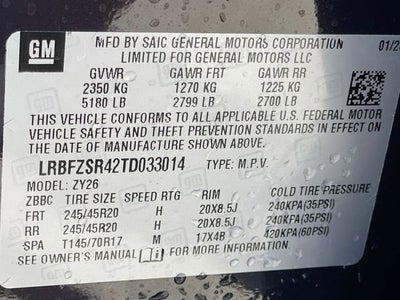 GM
MFD BY SAIC GENERAL MOTORS CORPORATION 01/2
LIMITED FOR GENERAL MOTORS LLC
GVWR GAWR FRT GAWR RR
2350 KG 1270 KG 1225 KG
5180 LB 2799 LB 2700 LB
THIS VEHICLE CONFORMS TO ALL APPLICABLE U.S. FEDERAL MOTOR
VEHICLE SAFETY AND THEFT PREVENTION STANDARDS IN EFFECT ON
THE DATE OF MANUFACTURE SHOWN ABOVE.
LRBFZSR42TD033014 TYPE: M.P.V.
MODEL: ZY26
ZBBC TIRE SIZE SPEED RTG RIM COLD TIRE PRESSURE
FRT 245/45R20 H 20X8.5J 240KPA(35PSI)
RR 245/45R20 H 20X8.5J 240KPA(35PSI)
SPA T145/70R17 M 17X4B 420KPA(60PSI)
SEE OWNER'S MANUAL FOR MORE INFORMATION.